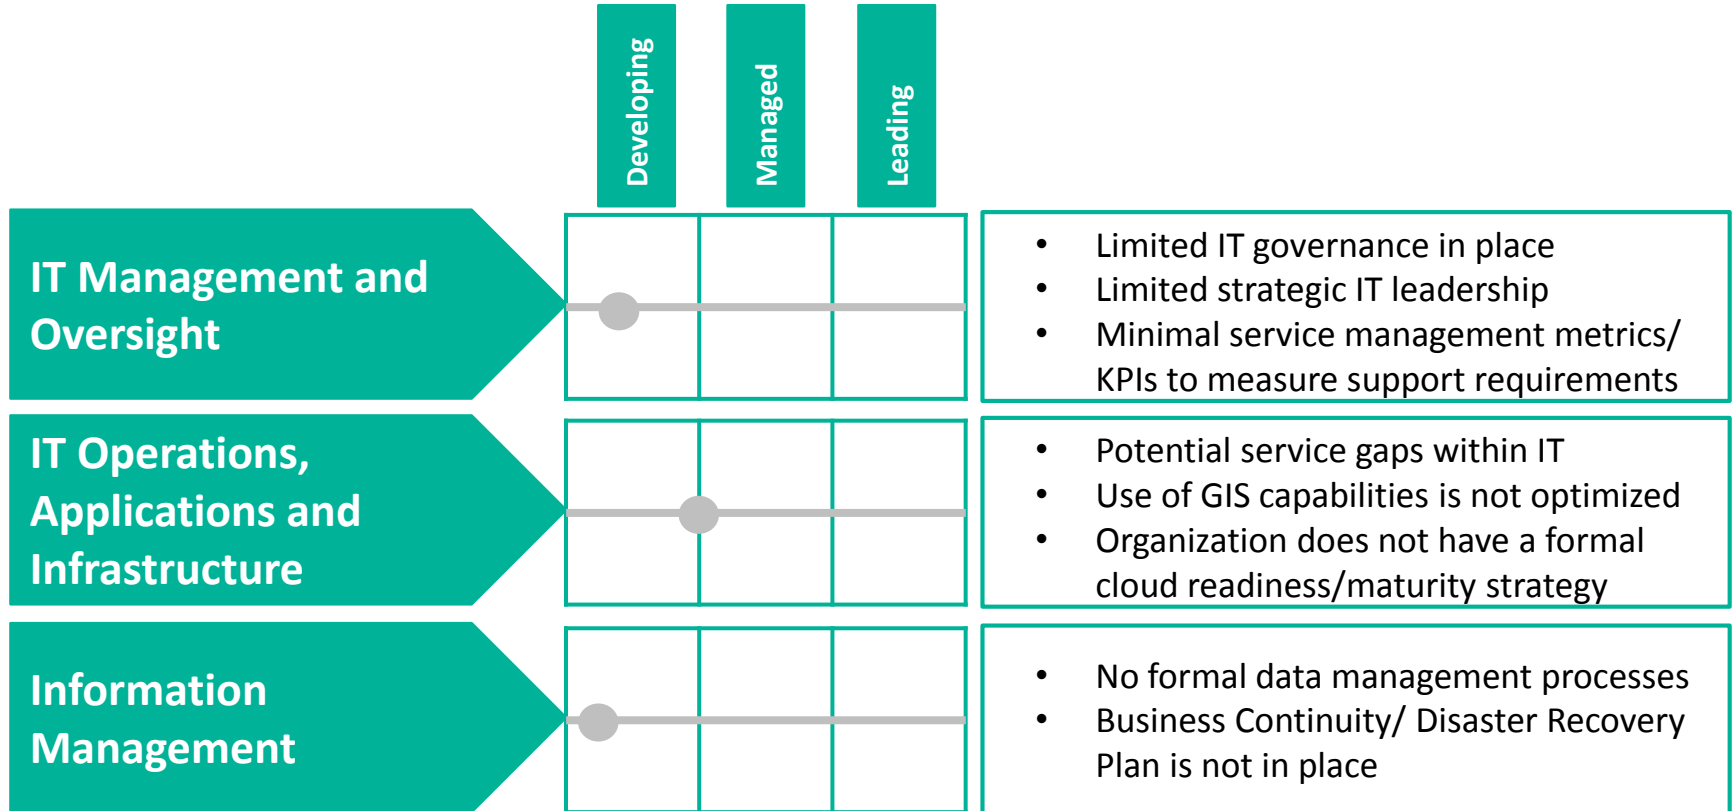 Developing
Managed
Leading
IT Management and
Oversight
• Limited IT governance in place
• Limited strategic IT leadership
• Minimal service management metrics/
KPIs to measure support requirements
IT Operations,
Applications and
Infrastructure
• Potential service gaps within IT
• Use of GIS capabilities is not optimized
• Organization does not have a formal
cloud readiness/maturity strategy
Information
Management
• No formal data management processes
• Business Continuity/ Disaster Recovery
Plan is not in place